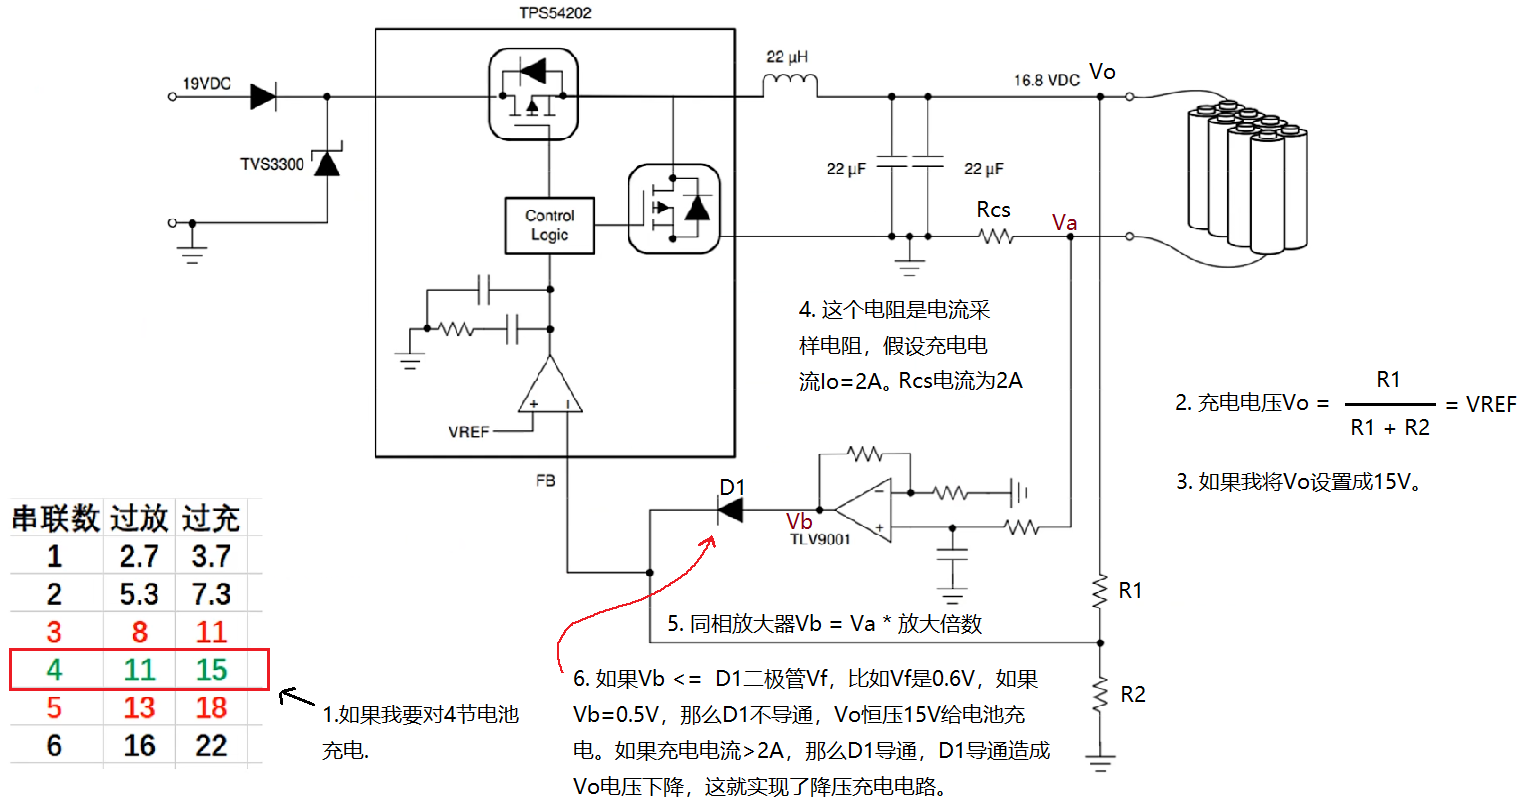 TPS54202
19VDC
TVS3300
22 µH
16.8 VDC
Vo
22 µF
22 µF
Rcs
Va
Control
Logic
VREF
FB
4. 这个电阻是电流采
样电阻，假设充电电
流Io=2A。Rcs电流为2A
2. 充电电压Vo = R1
R1 + R2
= VREF
3. 如果我将Vo设置成15V。
D1
Vb
TLV9001
R1
R2
5. 同相放大器Vb = Va * 放大倍数
6. 如果Vb <= D1二极管Vf，比如Vf是0.6V，如果
Vb=0.5V，那么D1不导通，Vo恒压15V给电池充
电。如果充电电流>2A，那么D1导通，D1导通造成
Vo电压下降，这就实现了降压充电电路。
串联数 过放 过充
1 2.7 3.7
2 5.3 7.3
3 8 11
4 11 15
5 13 18
6 16 22
1.如果我要对4节电池
充电.